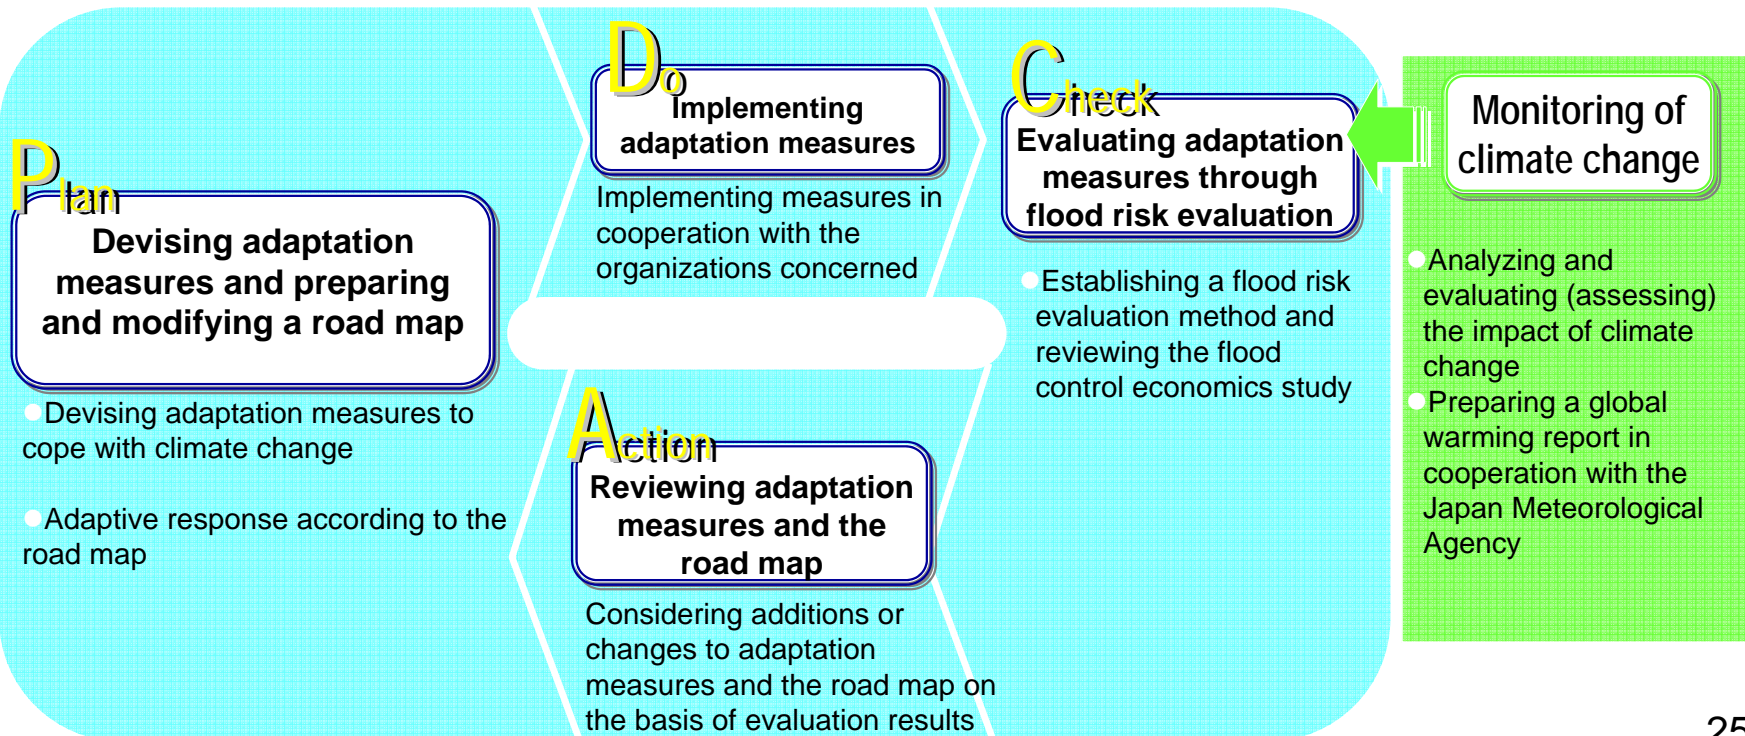 Plan
Devising adaptation
measures and preparing
and modifying a road map
●Devising adaptation measures to
cope with climate change
●Adaptive response according to the
road map
Do
Implementing
adaptation measures
Implementing measures in
cooperation with the
organizations concerned
Check
Evaluating adaptation
measures through
flood risk evaluation
●Establishing a flood risk
evaluation method and
reviewing the flood
control economics study
Action
Reviewing adaptation
measures and the
road map
Considering additions or
changes to adaptation
measures and the road map on
the basis of evaluation results
Monitoring of
climate change
●Analyzing and
evaluating (assessing)
the impact of climate
change
●Preparing a global
warming report in
cooperation with the
Japan Meteorological
Agency
25